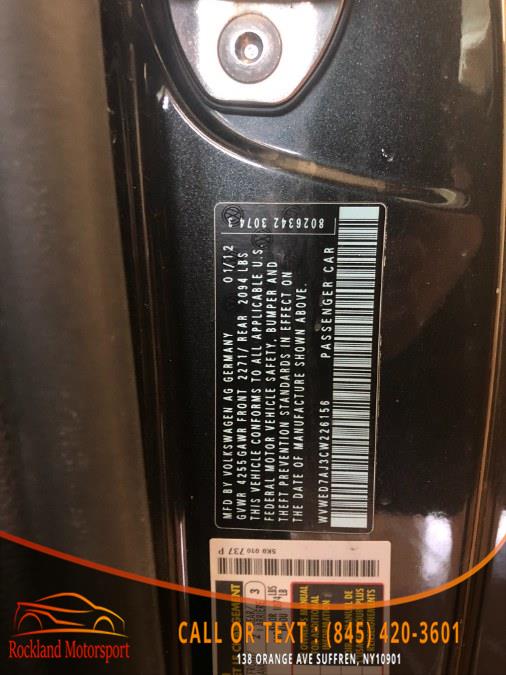 MFD BY VOLKSWAGEN AG GERMANY 01/12
GVWR 4255 GAWR FRONT 2271/ REAR 2094 LBS
THIS VEHICLE CONFORMS TO ALL APPLICABLE U.S.
FEDERAL MOTOR VEHICLE SAFETY, BUMPER AND
THEFT PREVENTION STANDARDS IN EFFECT ON
THE DATE OF MANUFACTURE SHOWN ABOVE.
WVWED7AJ3CW226156 PASSENGER CAR
8026342 3074 3
5K0 010 737 P
3
Rockland Motorsport
CALL OR TEXT : (845) 420-3601
138 ORANGE AVE SUFFREN, NY10901